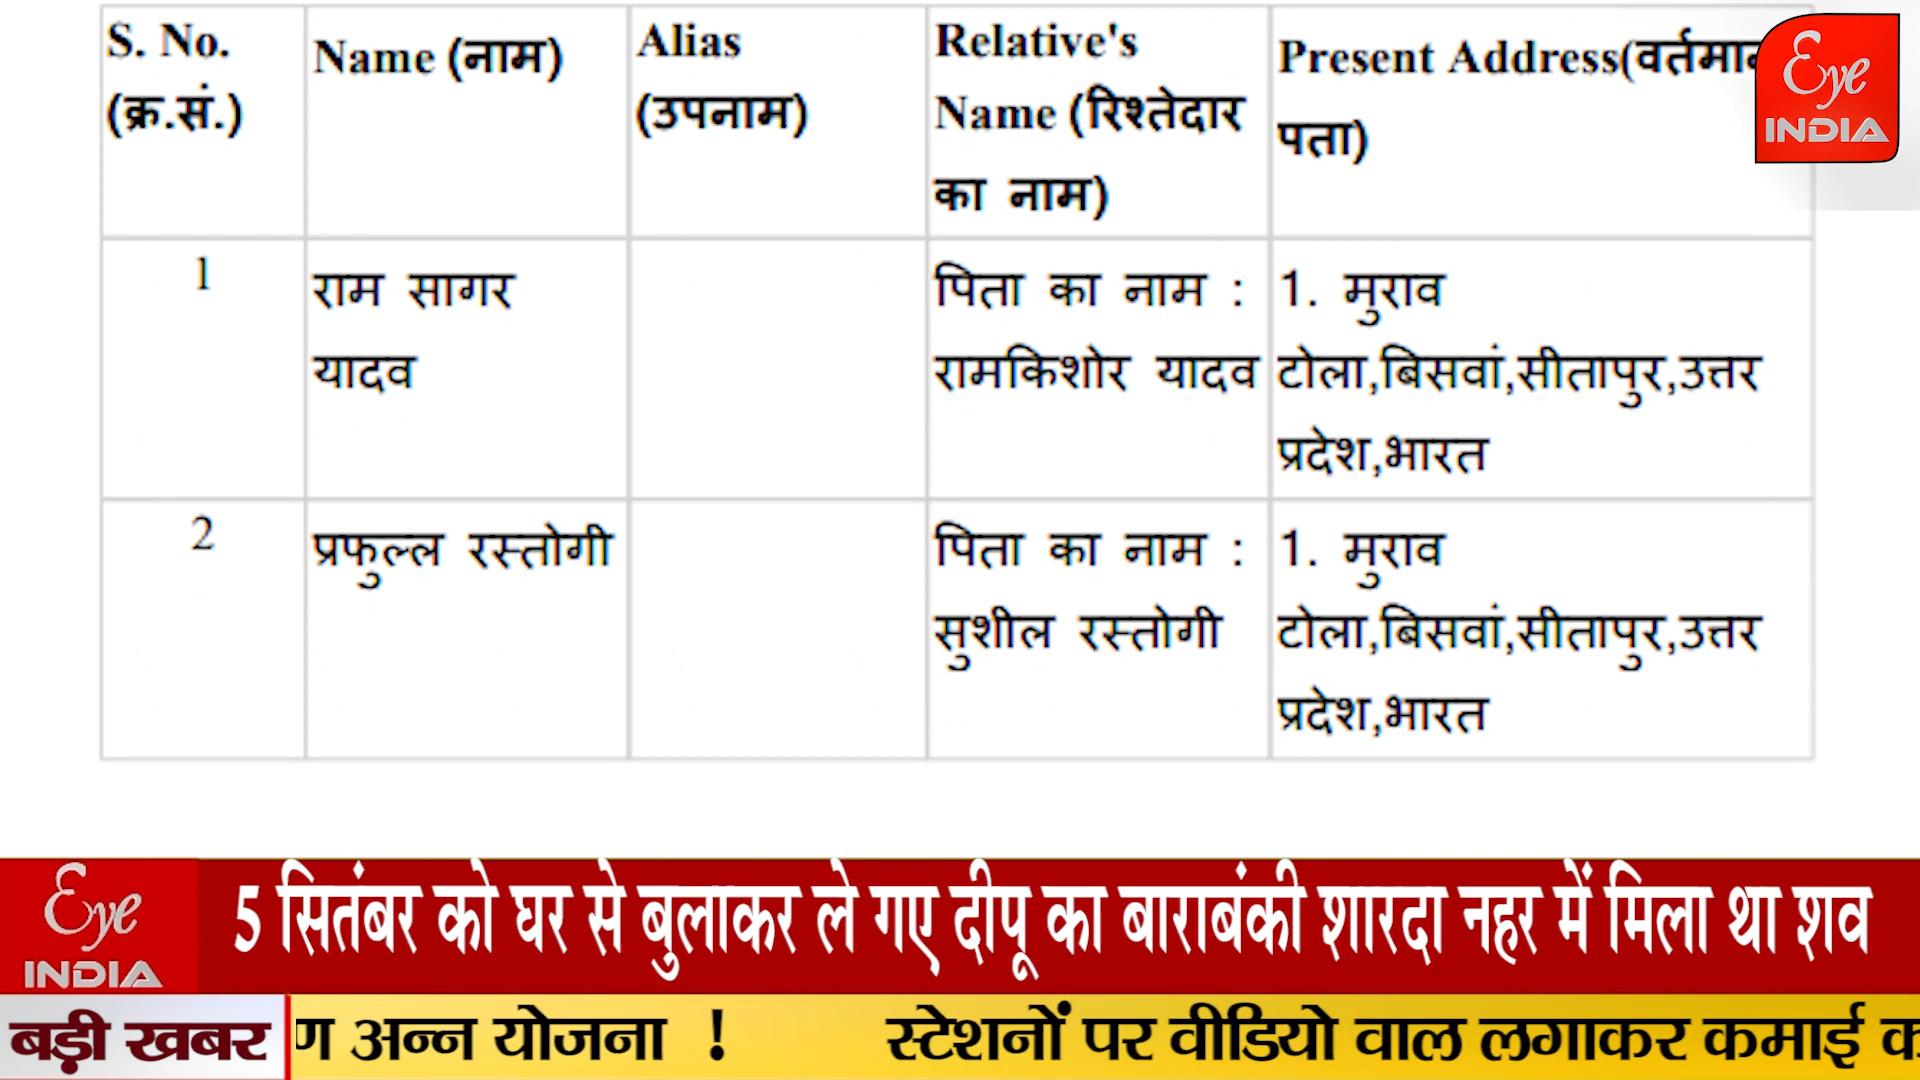 S. No.
(क्र.सं.)
Name (नाम)
Alias
(उपनाम)
Relative's
Name (रिश्तेदार
का नाम)
Present Address(वर्तमान
पता)
1
राम सागर
यादव
पिता का नाम :
रामकिशोर यादव
1. मुराव
टोला,बिसवां,सीतापुर,उत्तर
प्रदेश,भारत
2
प्रफुल्ल रस्तोगी
पिता का नाम :
सुशील रस्तोगी
1. मुराव
टोला,बिसवां,सीतापुर,उत्तर
प्रदेश,भारत
Eye
INDIA
Eye
INDIA
5 सितंबर को घर से बुलाकर ले गए दीपू का बाराबंकी शारदा नहर में मिला था शव
बड़ी खबर
ण अन्न योजना ! स्टेशनों पर वीडियो वाल लगाकर कमाई